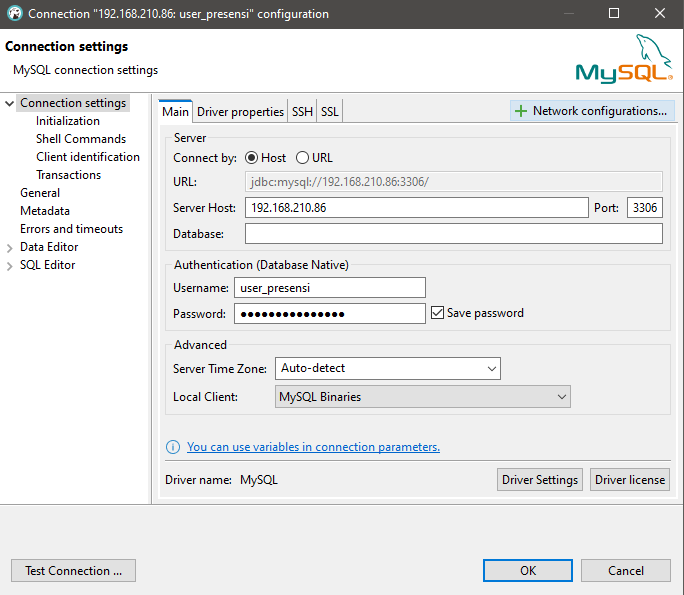 Connection "192.168.210.86: user_presensi" configuration
Connection settings
MySQL connection settings
MySQL®
Connection settings
Initialization
Shell Commands
Client identification
Transactions
General
Metadata
Errors and timeouts
Data Editor
SQL Editor
Main Driver properties SSH SSL Network configurations...
Server
Connect by: Host URL
URL: jdbc:mysql://192.168.210.86:3306/
Server Host: 192.168.210.86 Port: 3306
Database:
Authentication (Database Native)
Username: user_presensi
Password: ●●●●●●●●●●●●●●● Save password
Advanced
Server Time Zone: Auto-detect
Local Client: MySQL Binaries
You can use variables in connection parameters.
Driver name: MySQL Driver Settings Driver license
Test Connection ... OK Cancel